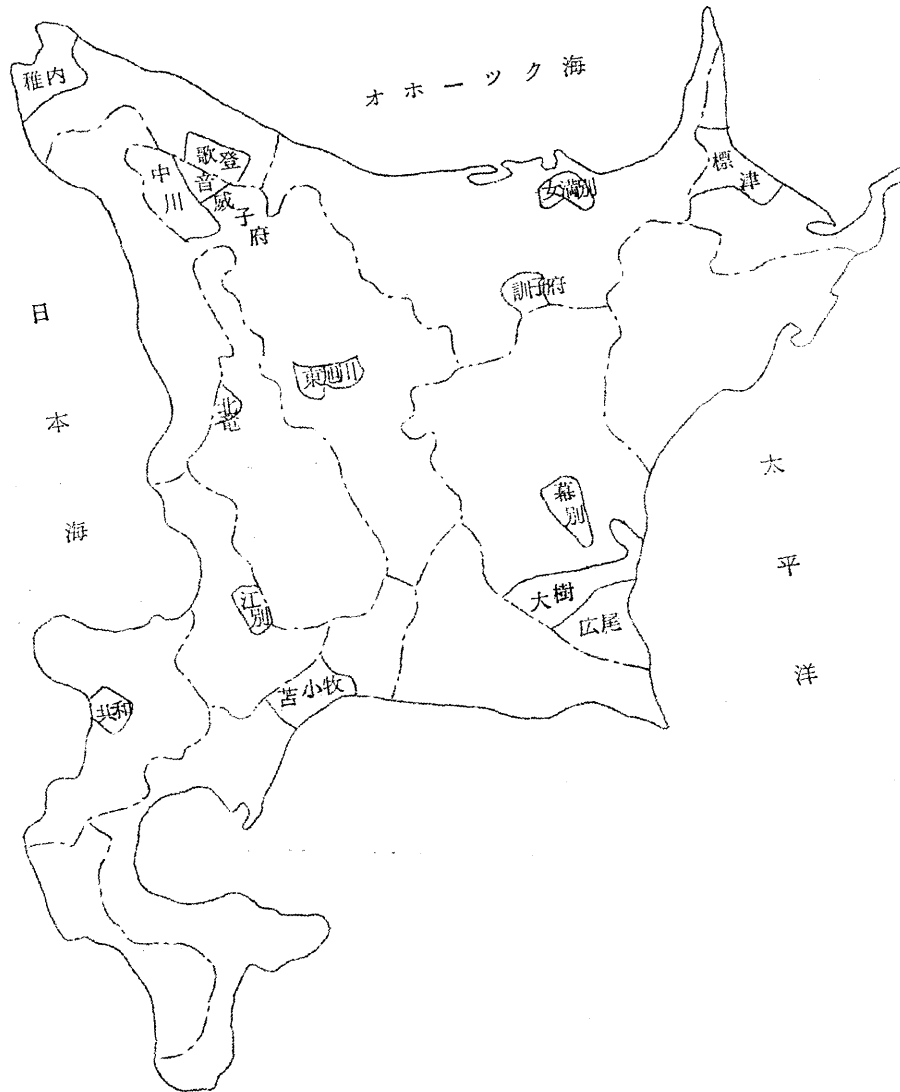 オホーツク海
稚内
歌登
中川
音威子府
女満別
標津
訓子府
日本海
東旭川
北竜
太平洋
幕別
大樹
広尾
江別
苫小牧
共和